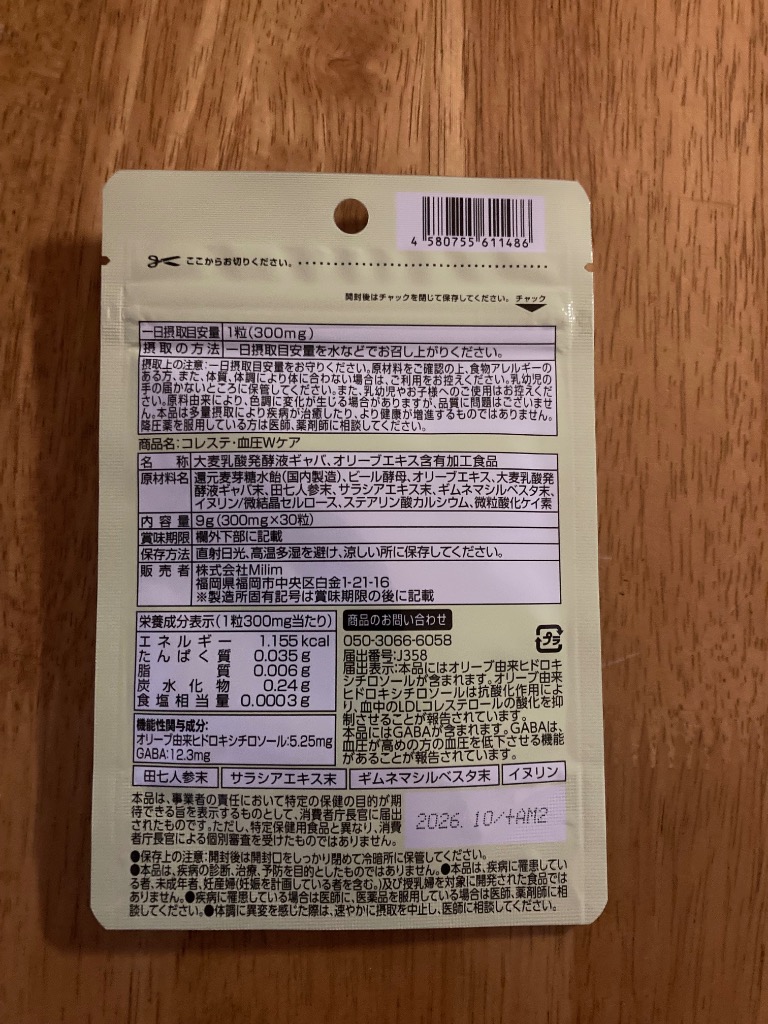 4 580755 611486
ここからお切りください。
開封後はチャックを閉じて保存してください。 チャック
一日摂取目安量 1粒(300mg)
摂取の方法 一日摂取目安量を水などでお召し上がりください。
摂取上の注意:一日摂取目安量をお守りください。原材料をご確認の上、食物アレルギーの
ある方、また、体質、体調により体に合わない場合は、ご利用をお控えください。乳幼児の
手の届かないところに保管してください。また、乳幼児やお子様へのご使用はお控えくだ
さい。原料由来により、色調に変化が生じる場合がありますが、品質に問題はございませ
ん。本品は多量摂取により疾病が治癒したり、より健康が増進するものではありません。
降圧薬を服用している方は医師、薬剤師に相談してください。
商品名:コレステ・血圧Wケア
名 称 大麦乳酸発酵液ギャバ、オリーブエキス含有加工食品
原材料名 還元麦芽糖水飴(国内製造)、ビール酵母、オリーブエキス、大麦乳酸発
酵液ギャバ末、田七人参末、サラシアエキス末、ギムネマシルベスタ末、
イヌリン/微結晶セルロース、ステアリン酸カルシウム、微粒酸化ケイ素
内 容 量 9g(300mg×30粒)
賞味期限 欄外下部に記載
保存方法 直射日光、高温多湿を避け、涼しい所に保存してください。
販 売 者 株式会社Milim
福岡県福岡市中央区白金1-21-16
※製造所固有記号は賞味期限の後に記載
栄養成分表示(1粒300mg当たり)
エネルギー 1.155kcal
たんぱく質 0.035g
脂 質 0.006g
炭水化物 0.24g
食塩相当量 0.0003g
機能性関与成分:
オリーブ由来ヒドロキシチロソール:5.25mg
GABA:12.3mg
商品のお問い合わせ
050-3066-6058
プラ
届出番号:J358
届出表示:本品にはオリーブ由来ヒドロキ
シチロソールが含まれます。オリーブ由来
ヒドロキシチロソールは抗酸化作用によ
り、血中のLDLコレステロールの酸化を抑
制させることが報告されています。
本品にはGABAが含まれます。GABAは、
血圧が高めの方の血圧を低下させる機能
があることが報告されています。
田七人参末 サラシアエキス末 ギムネマシルベスタ末 イヌリン
本品は、事業者の責任において特定の保健の目的が期
待できる旨を表示するものとして、消費者庁長官に届出
されたものです。ただし、特定保健用食品と異なり、消費
者庁長官による個別審査を受けたものではありません。
2026. 10/+AM2
●保存上の注意:開封後は開封口をしっかり閉めて冷暗所に保管してください。
●本品は、疾病の診断、治療、予防を目的としたものではありません。●本品は、疾病に罹患してい
る者、未成年者、妊産婦(妊娠を計画している者を含む。)及び授乳婦を対象に開発された食品では
ありません。●疾病に罹患している場合は医師に、医薬品を服用している場合は医師、薬剤師に相
談してください。●体調に異変を感じた際は、速やかに摂取を中止し、医師に相談してください。